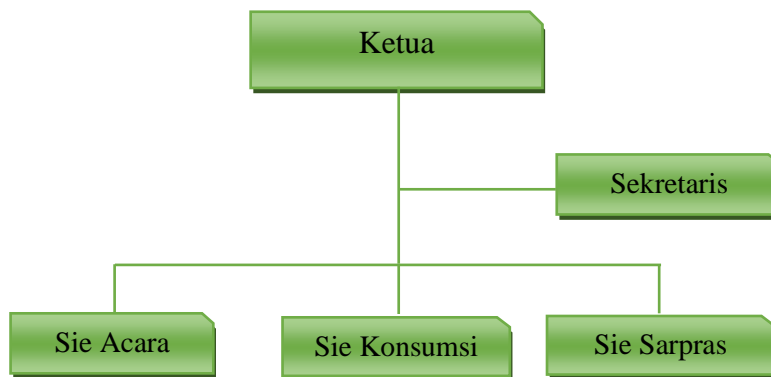 Ketua
Sekretaris
Sie Acara
Sie Konsumsi
Sie Sarpras